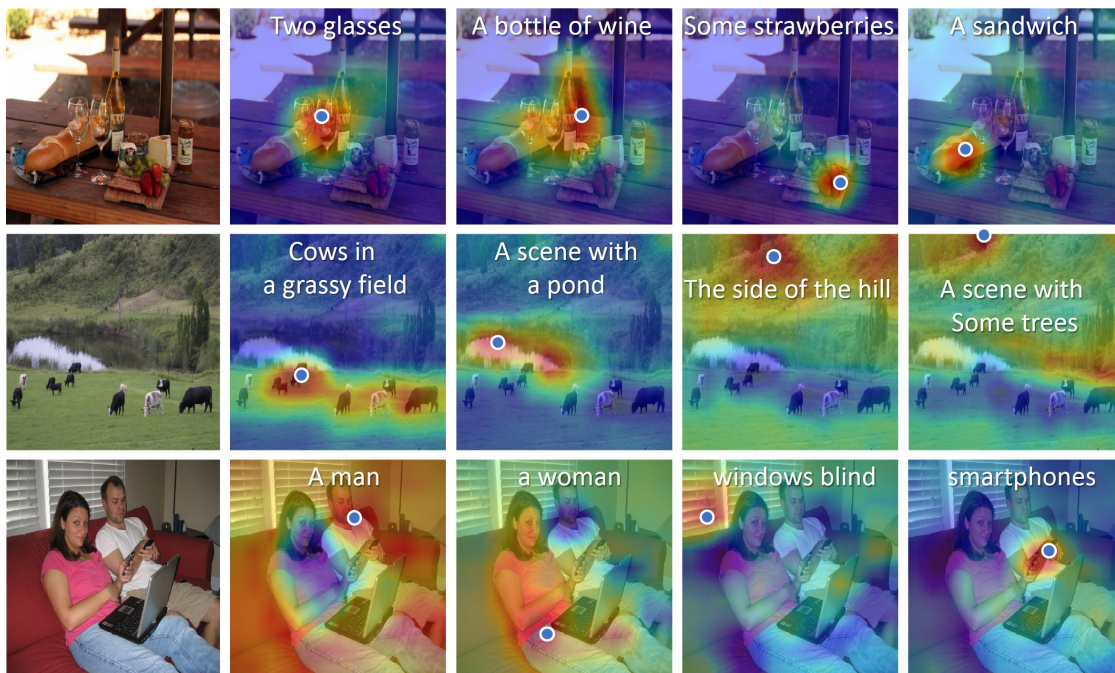 Two glasses
A bottle of wine
Some strawberries
A sandwich
Cows in
a grassy field
A scene with
a pond
The side of the hill
A scene with
Some trees
A man
a woman
windows blind
smartphones